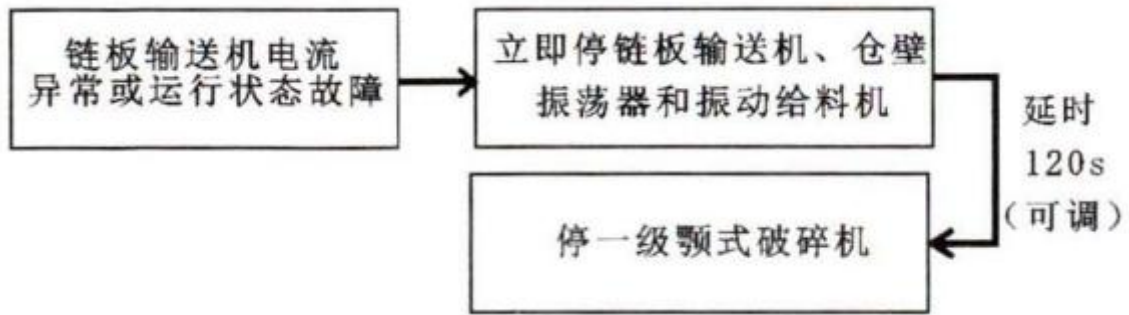 链板输送机电流
异常或运行状态故障
立即停链板输送机、仓壁
振荡器和振动给料机
延时
120s
（可调）
停一级颚式破碎机